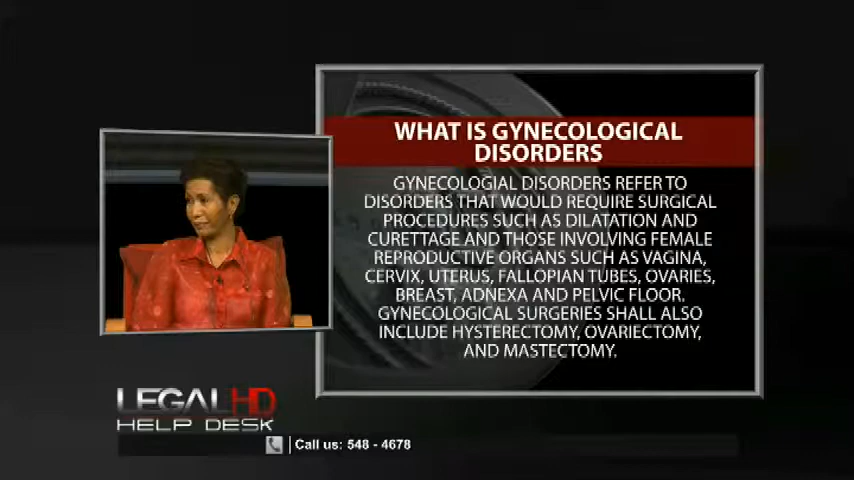 WHAT IS GYNECOLOGICAL
DISORDERS
GYNECOLOGIAL DISORDERS REFER TO
DISORDERS THAT WOULD REQUIRE SURGICAL
PROCEDURES SUCH AS DILATATION AND
CURETTAGE AND THOSE INVOLVING FEMALE
REPRODUCTIVE ORGANS SUCH AS VAGINA,
CERVIX, UTERUS, FALLOPIAN TUBES, OVARIES,
BREAST, ADNEXA AND PELVIC FLOOR.
GYNECOLOGICAL SURGERIES SHALL ALSO
INCLUDE HYSTERECTOMY, OVARIECTOMY,
AND MASTECTOMY.
LEGAL HD
HELP DESK
Call us: 548 - 4678